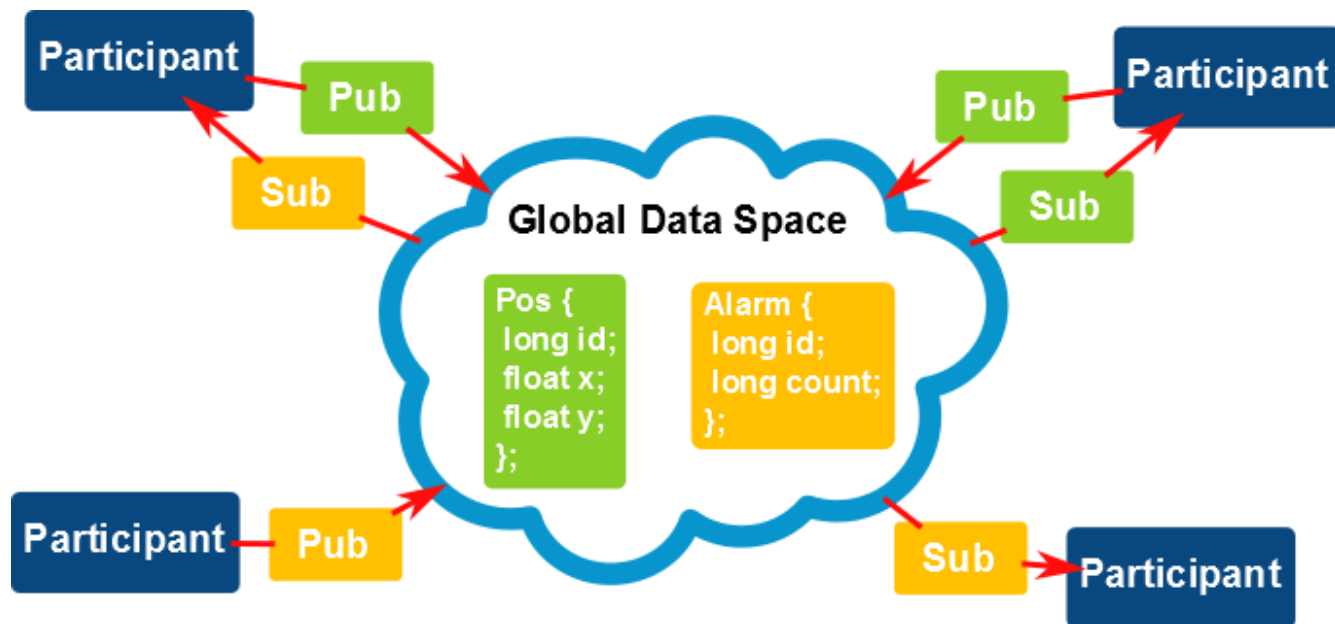 Participant
Pub
Sub
Participant
Pub
Sub
Global Data Space
Pos {
long id;
float x;
float y;
};
Alarm {
long id;
long count;
};
Participant
Pub
Sub
Participant